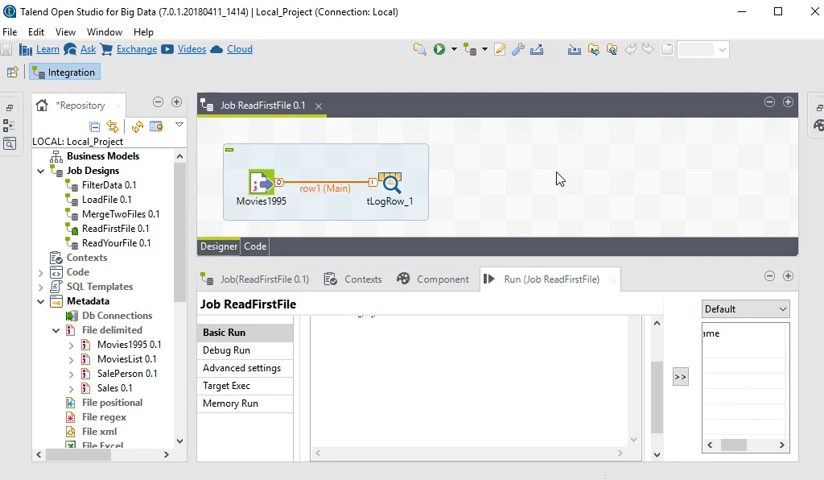 Talend Open Studio for Big Data (7.0.1.20180411_1414) | Local_Project (Connection: Local)
File Edit View Window Help
Learn Ask Exchange Videos Cloud
Integration
*Repository
LOCAL: Local_Project
Business Models
Job Designs
FilterData 0.1
LoadFile 0.1
MergeTwoFiles 0.1
ReadFirstFile 0.1
ReadYourFile 0.1
Contexts
Code
SQL Templates
Metadata
Db Connections
File delimited
Movies1995 0.1
MoviesList 0.1
SalePerson 0.1
Sales 0.1
File positional
File regex
File xml
File Excel
Job ReadFirstFile 0.1
row1 (Main)
Movies1995 tLogRow_1
Designer Code
Job(ReadFirstFile 0.1) Contexts Component Run (Job ReadFirstFile)
Job ReadFirstFile
Basic Run
Debug Run
Advanced settings
Target Exec
Memory Run
>>
Default
ame